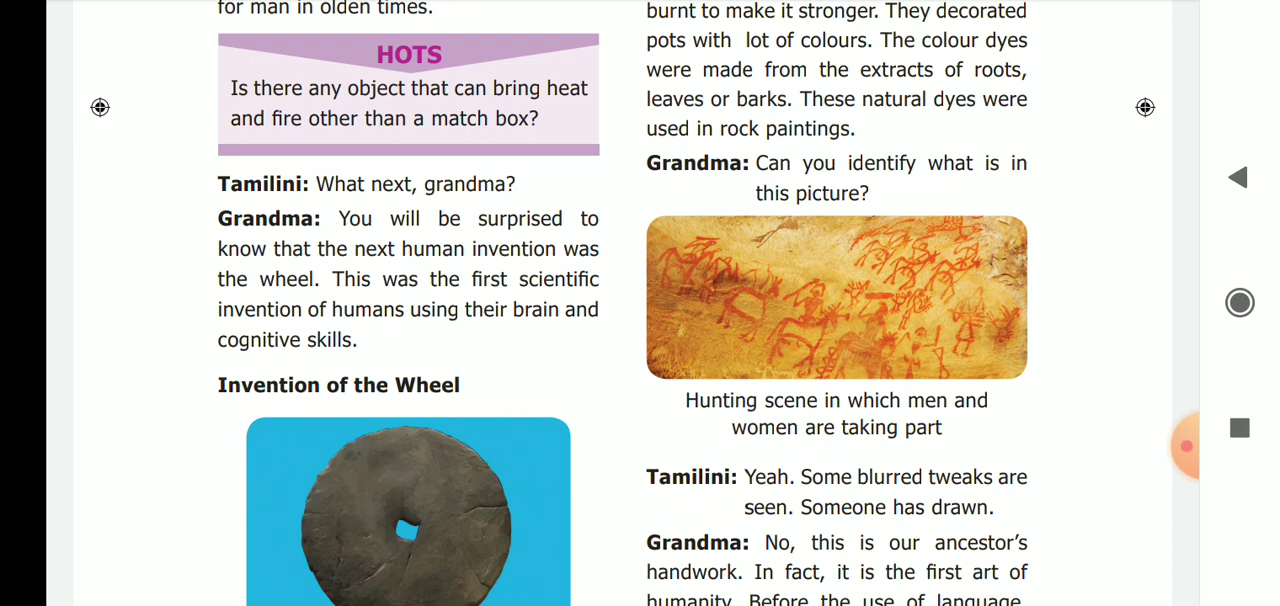 for man in olden times.
HOTS
Is there any object that can bring heat
and fire other than a match box?
Tamilini: What next, grandma?
Grandma: You will be surprised to
know that the next human invention was
the wheel. This was the first scientific
invention of humans using their brain and
cognitive skills.
Invention of the Wheel
burnt to make it stronger. They decorated
pots with lot of colours. The colour dyes
were made from the extracts of roots,
leaves or barks. These natural dyes were
used in rock paintings.
Grandma: Can you identify what is in
this picture?
Hunting scene in which men and
women are taking part
Tamilini: Yeah. Some blurred tweaks are
seen. Someone has drawn.
Grandma: No, this is our ancestor's
handwork. In fact, it is the first art of
humanity. Before the use of language,